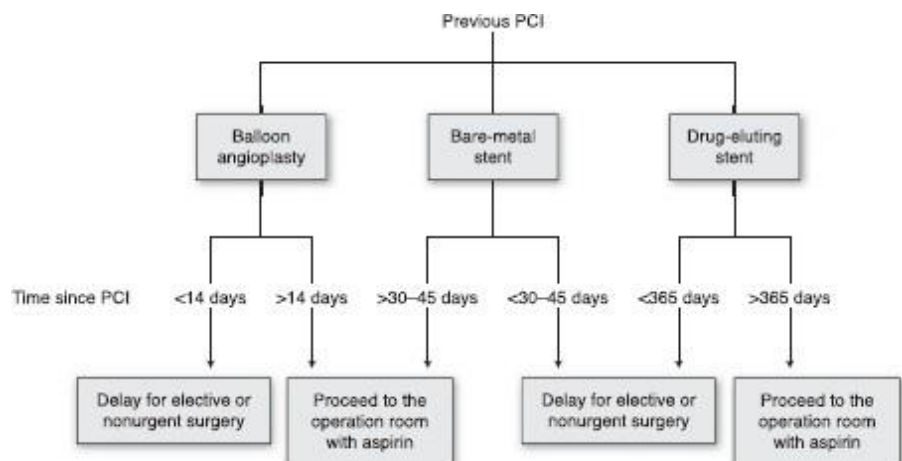 Previous PCI
Balloon
angioplasty
Bare-metal
stent
Drug-eluting
stent
Time since PCI
<14 days
>14 days
>30–45 days
<30–45 days
<365 days
>365 days
Delay for elective or
nonurgent surgery
Proceed to the
operation room
with aspirin
Delay for elective or
nonurgent surgery
Proceed to the
operation room
with aspirin